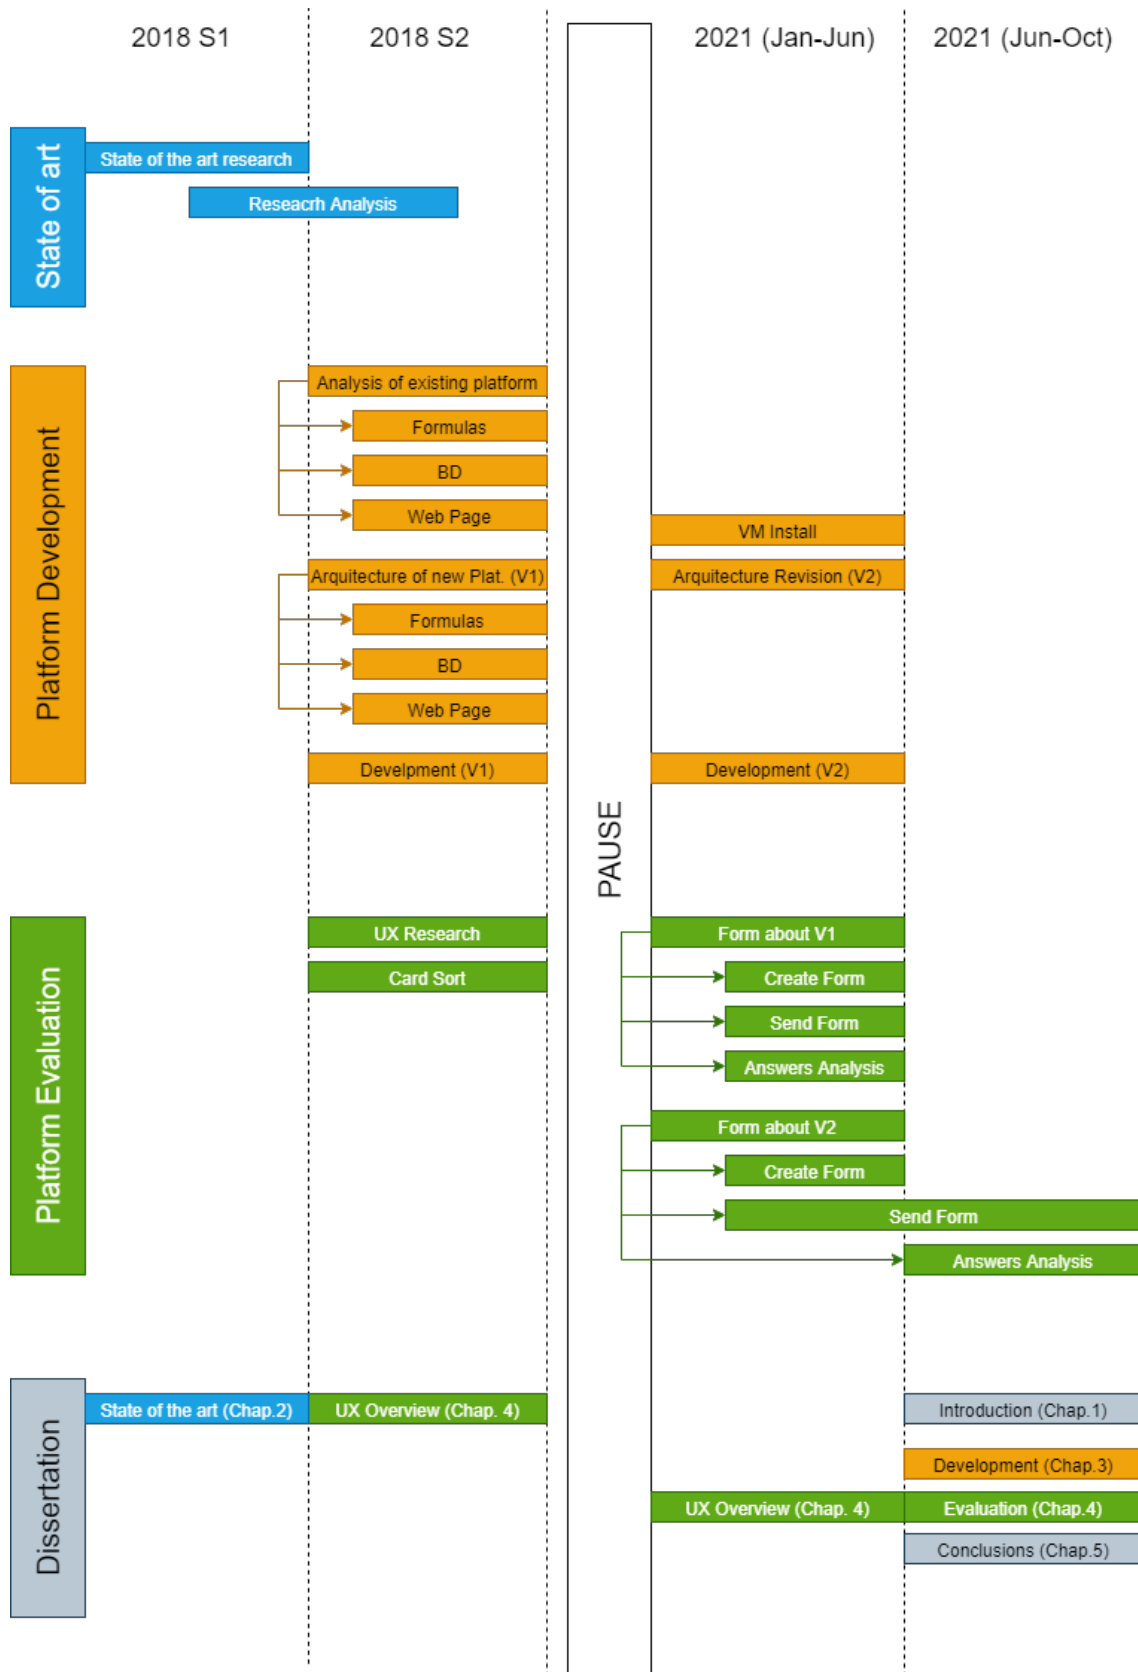 2018 S1
2018 S2
2021 (Jan-Jun)
2021 (Jun-Oct)
State of art
State of the art research
Reseacrh Analysis
Platform Development
Analysis of existing platform
Formulas
BD
Web Page
VM Install
Arquitecture of new Plat. (V1)
Arquitecture Revision (V2)
Formulas
BD
Web Page
Develpment (V1)
Development (V2)
PAUSE
Platform Evaluation
UX Research
Form about V1
Card Sort
Create Form
Send Form
Answers Analysis
Form about V2
Create Form
Send Form
Answers Analysis
Dissertation
State of the art (Chap.2)
UX Overview (Chap. 4)
Introduction (Chap.1)
Development (Chap.3)
UX Overview (Chap. 4)
Evaluation (Chap.4)
Conclusions (Chap.5)